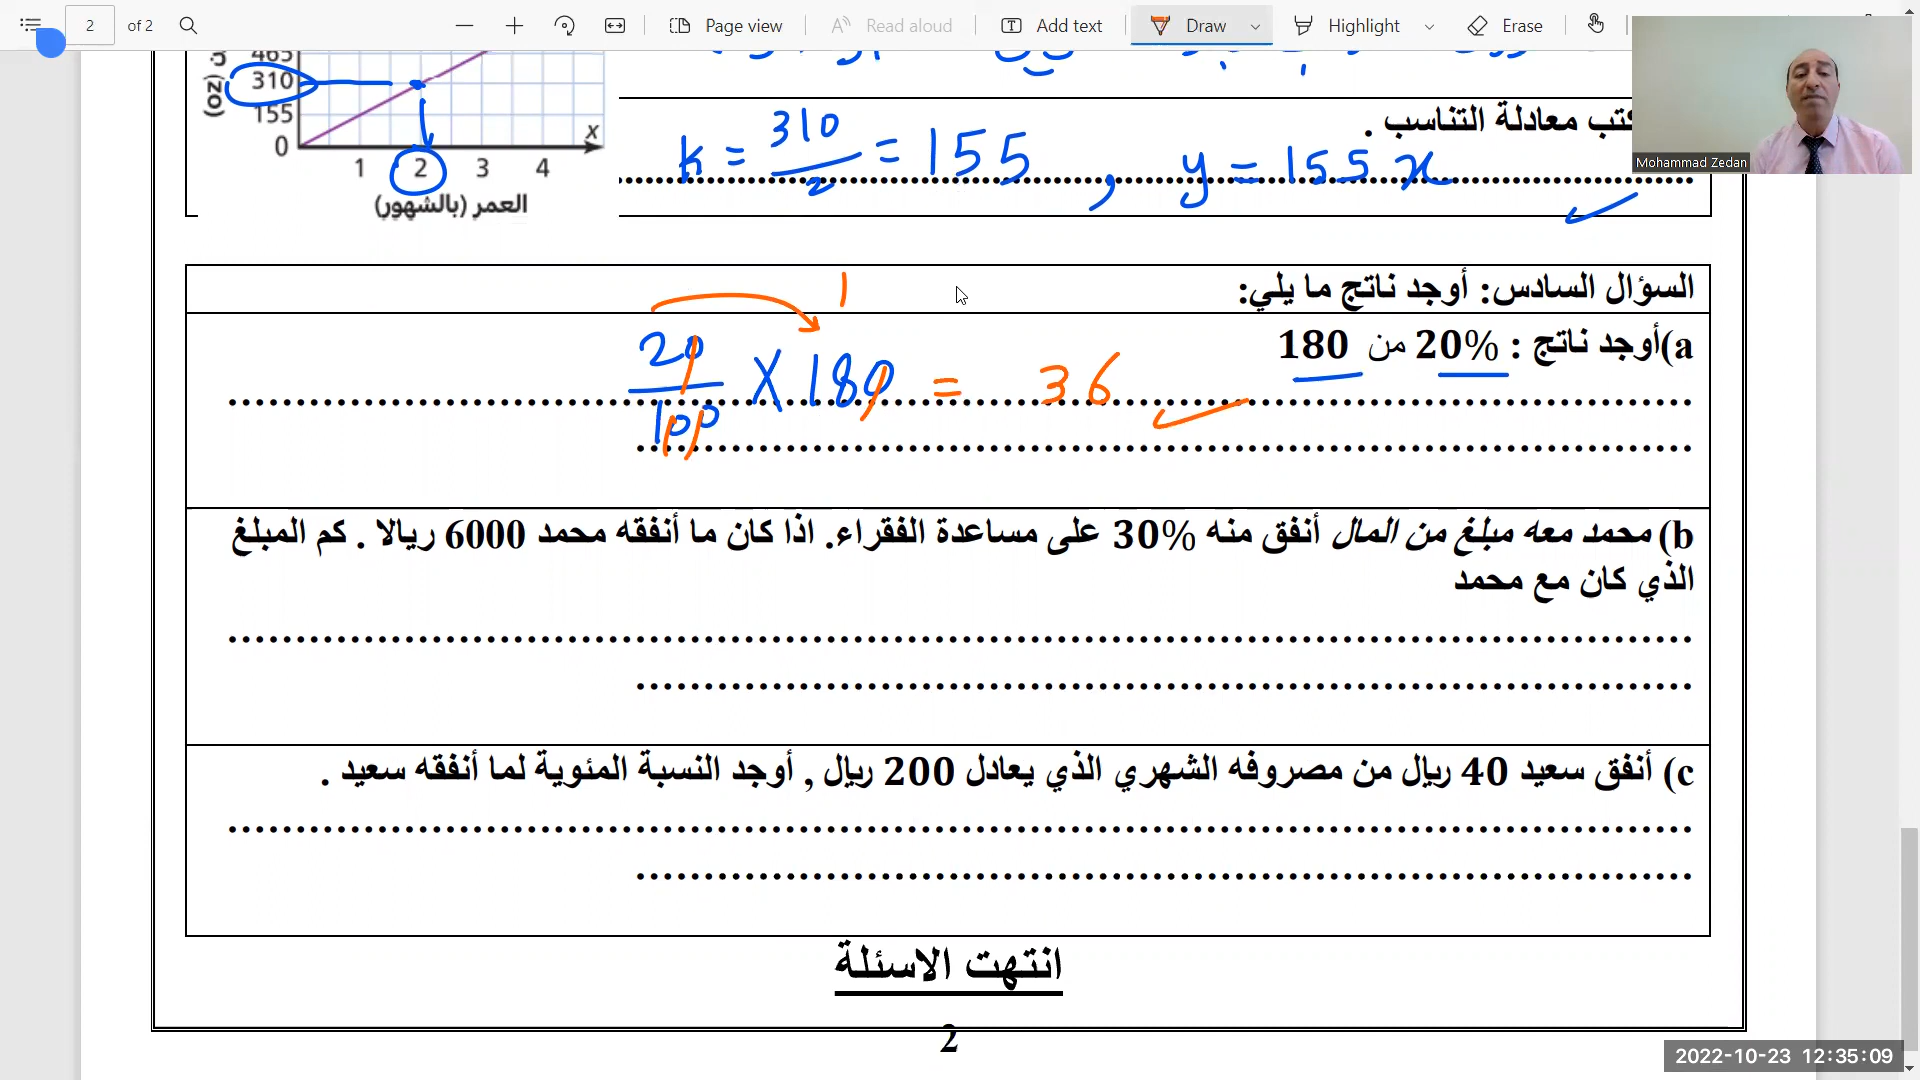 2 of 2 Page view Read aloud Add text Draw Highlight Erase
465
310
155
0
x
1 2 3 4
(oz)
العمر (بالشهور)
كتب معادلة التناسب .
k = 310/2 = 155 , y = 155 x
Mohammad Zedan
السؤال السادس: أوجد ناتج ما يلي:
1
a)أوجد ناتج : 20% من 180
20/100 X 180 = 36
b) محمد معه مبلغ من المال أنفق منه 30% على مساعدة الفقراء. اذا كان ما أنفقه محمد 6000 ريالا . كم المبلغ
الذي كان مع محمد
c) أنفق سعيد 40 ريال من مصروفه الشهري الذي يعادل 200 ريال , أوجد النسبة المئوية لما أنفقه سعيد .
انتهت الاسئلة
2
2022-10-23 12:35:09